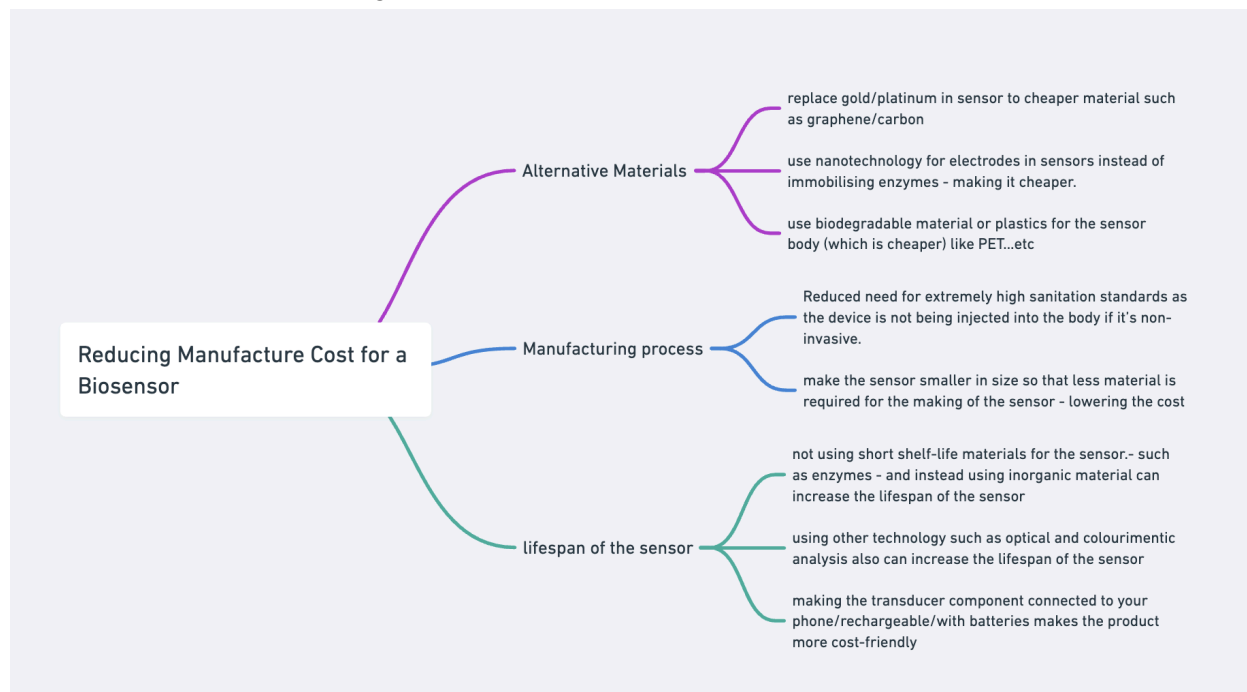 Reducing Manufacture Cost for a
Biosensor
Alternative Materials
replace gold/platinum in sensor to cheaper material such
as graphene/carbon
use nanotechnology for electrodes in sensors instead of
immobilising enzymes - making it cheaper.
use biodegradable material or plastics for the sensor
body (which is cheaper) like PET...etc
Manufacturing process
Reduced need for extremely high sanitation standards as
the device is not being injected into the body if it's non-
invasive.
make the sensor smaller in size so that less material is
required for the making of the sensor - lowering the cost
lifespan of the sensor
not using short shelf-life materials for the sensor.- such
as enzymes - and instead using inorganic material can
increase the lifespan of the sensor
using other technology such as optical and colourimentic
analysis also can increase the lifespan of the sensor
making the transducer component connected to your
phone/rechargeable/with batteries makes the product
more cost-friendly